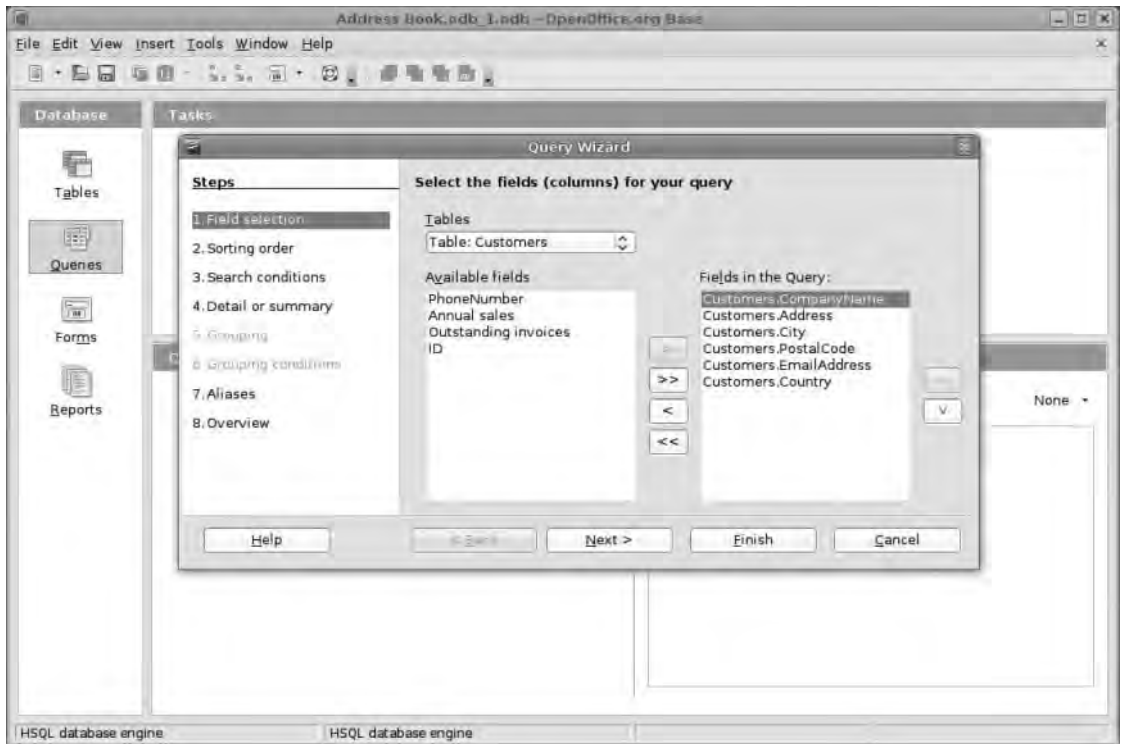 Address Book.odb_1.odb - OpenOffice.org Base
File Edit View Insert Tools Window Help
Database
Tasks
Tables
Queries
Forms
Reports
Query Wizard
Steps
1.Field selection
2.Sorting order
3.Search conditions
4.Detail or summary
5.Grouping
6.Grouping conditions
7.Aliases
8.Overview
Select the fields (columns) for your query
Tables
Table: Customers
Available fields
PhoneNumber
Annual sales
Outstanding invoices
ID
>>
<
<<
Fields in the Query:
Customers.CompanyName
Customers.Address
Customers.City
Customers.PostalCode
Customers.EmailAddress
Customers.Country
v
None
Help
< Back
Next >
Finish
Cancel
HSQL database engine
HSQL database engine